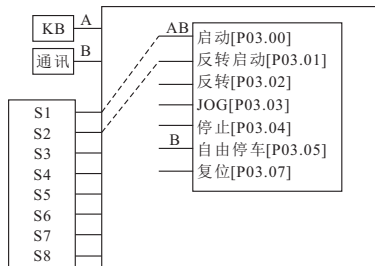 KB
A
通讯
B
S1
S2
S3
S4
S5
S6
S7
S8
AB
启动[P03.00]
反转启动[P03.01]
反转[P03.02]
JOG[P03.03]
停止[P03.04]
B
自由停车[P03.05]
复位[P03.07]